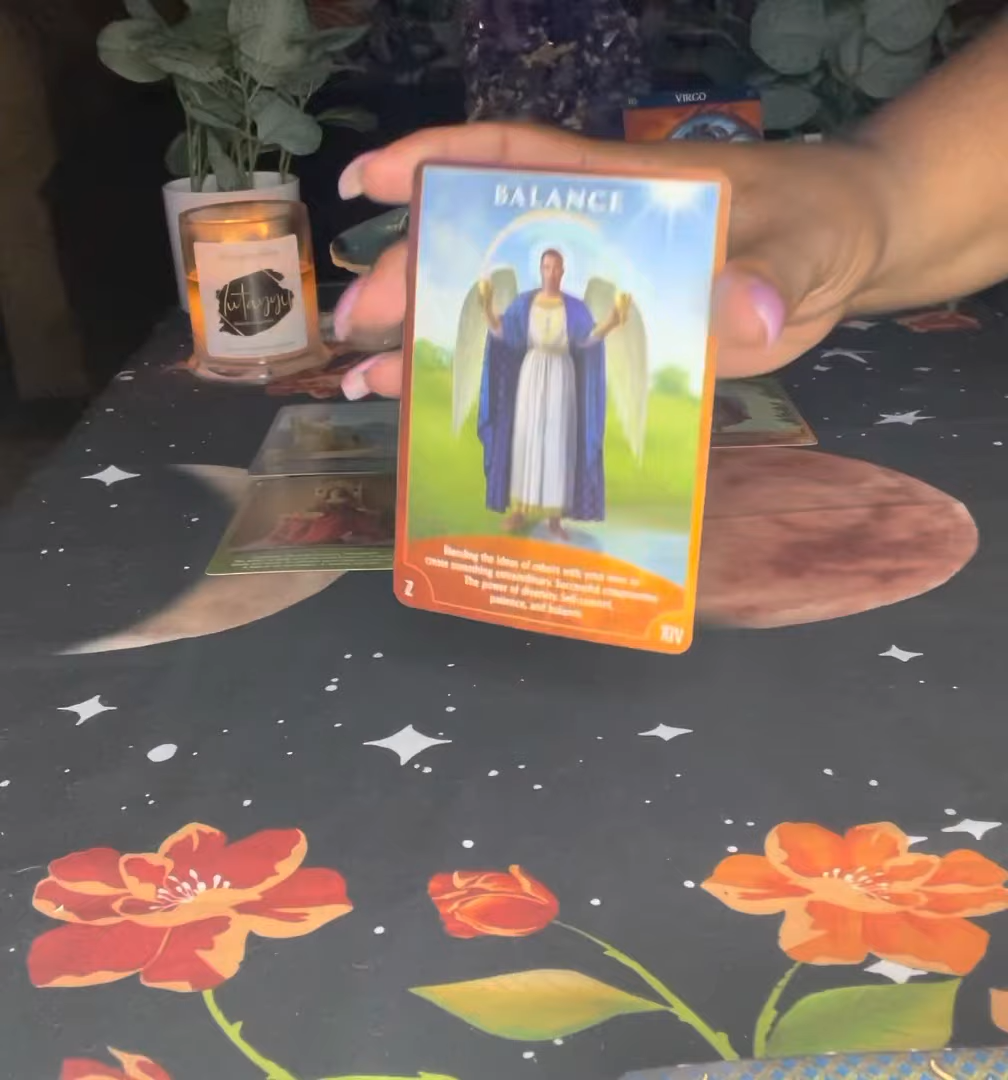 VIRGO
BALANCE
Blending the ideas of others with your own to
create something extraordinary. Successful compromise.
The power of diversity. Self-control,
patience, and balance.
Z
XIV